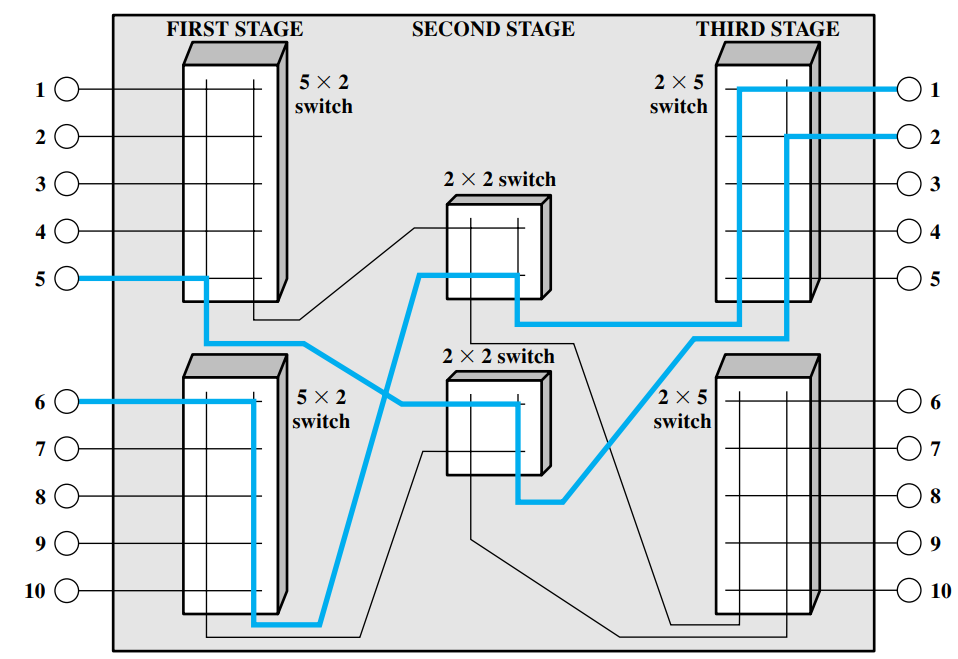 FIRST STAGE
SECOND STAGE
THIRD STAGE
5 × 2
switch
2 × 5
switch
1
2
3
4
5
1
2
3
4
5
2 × 2 switch
2 × 2 switch
5 × 2
switch
2 × 5
switch
6
7
8
9
10
6
7
8
9
10